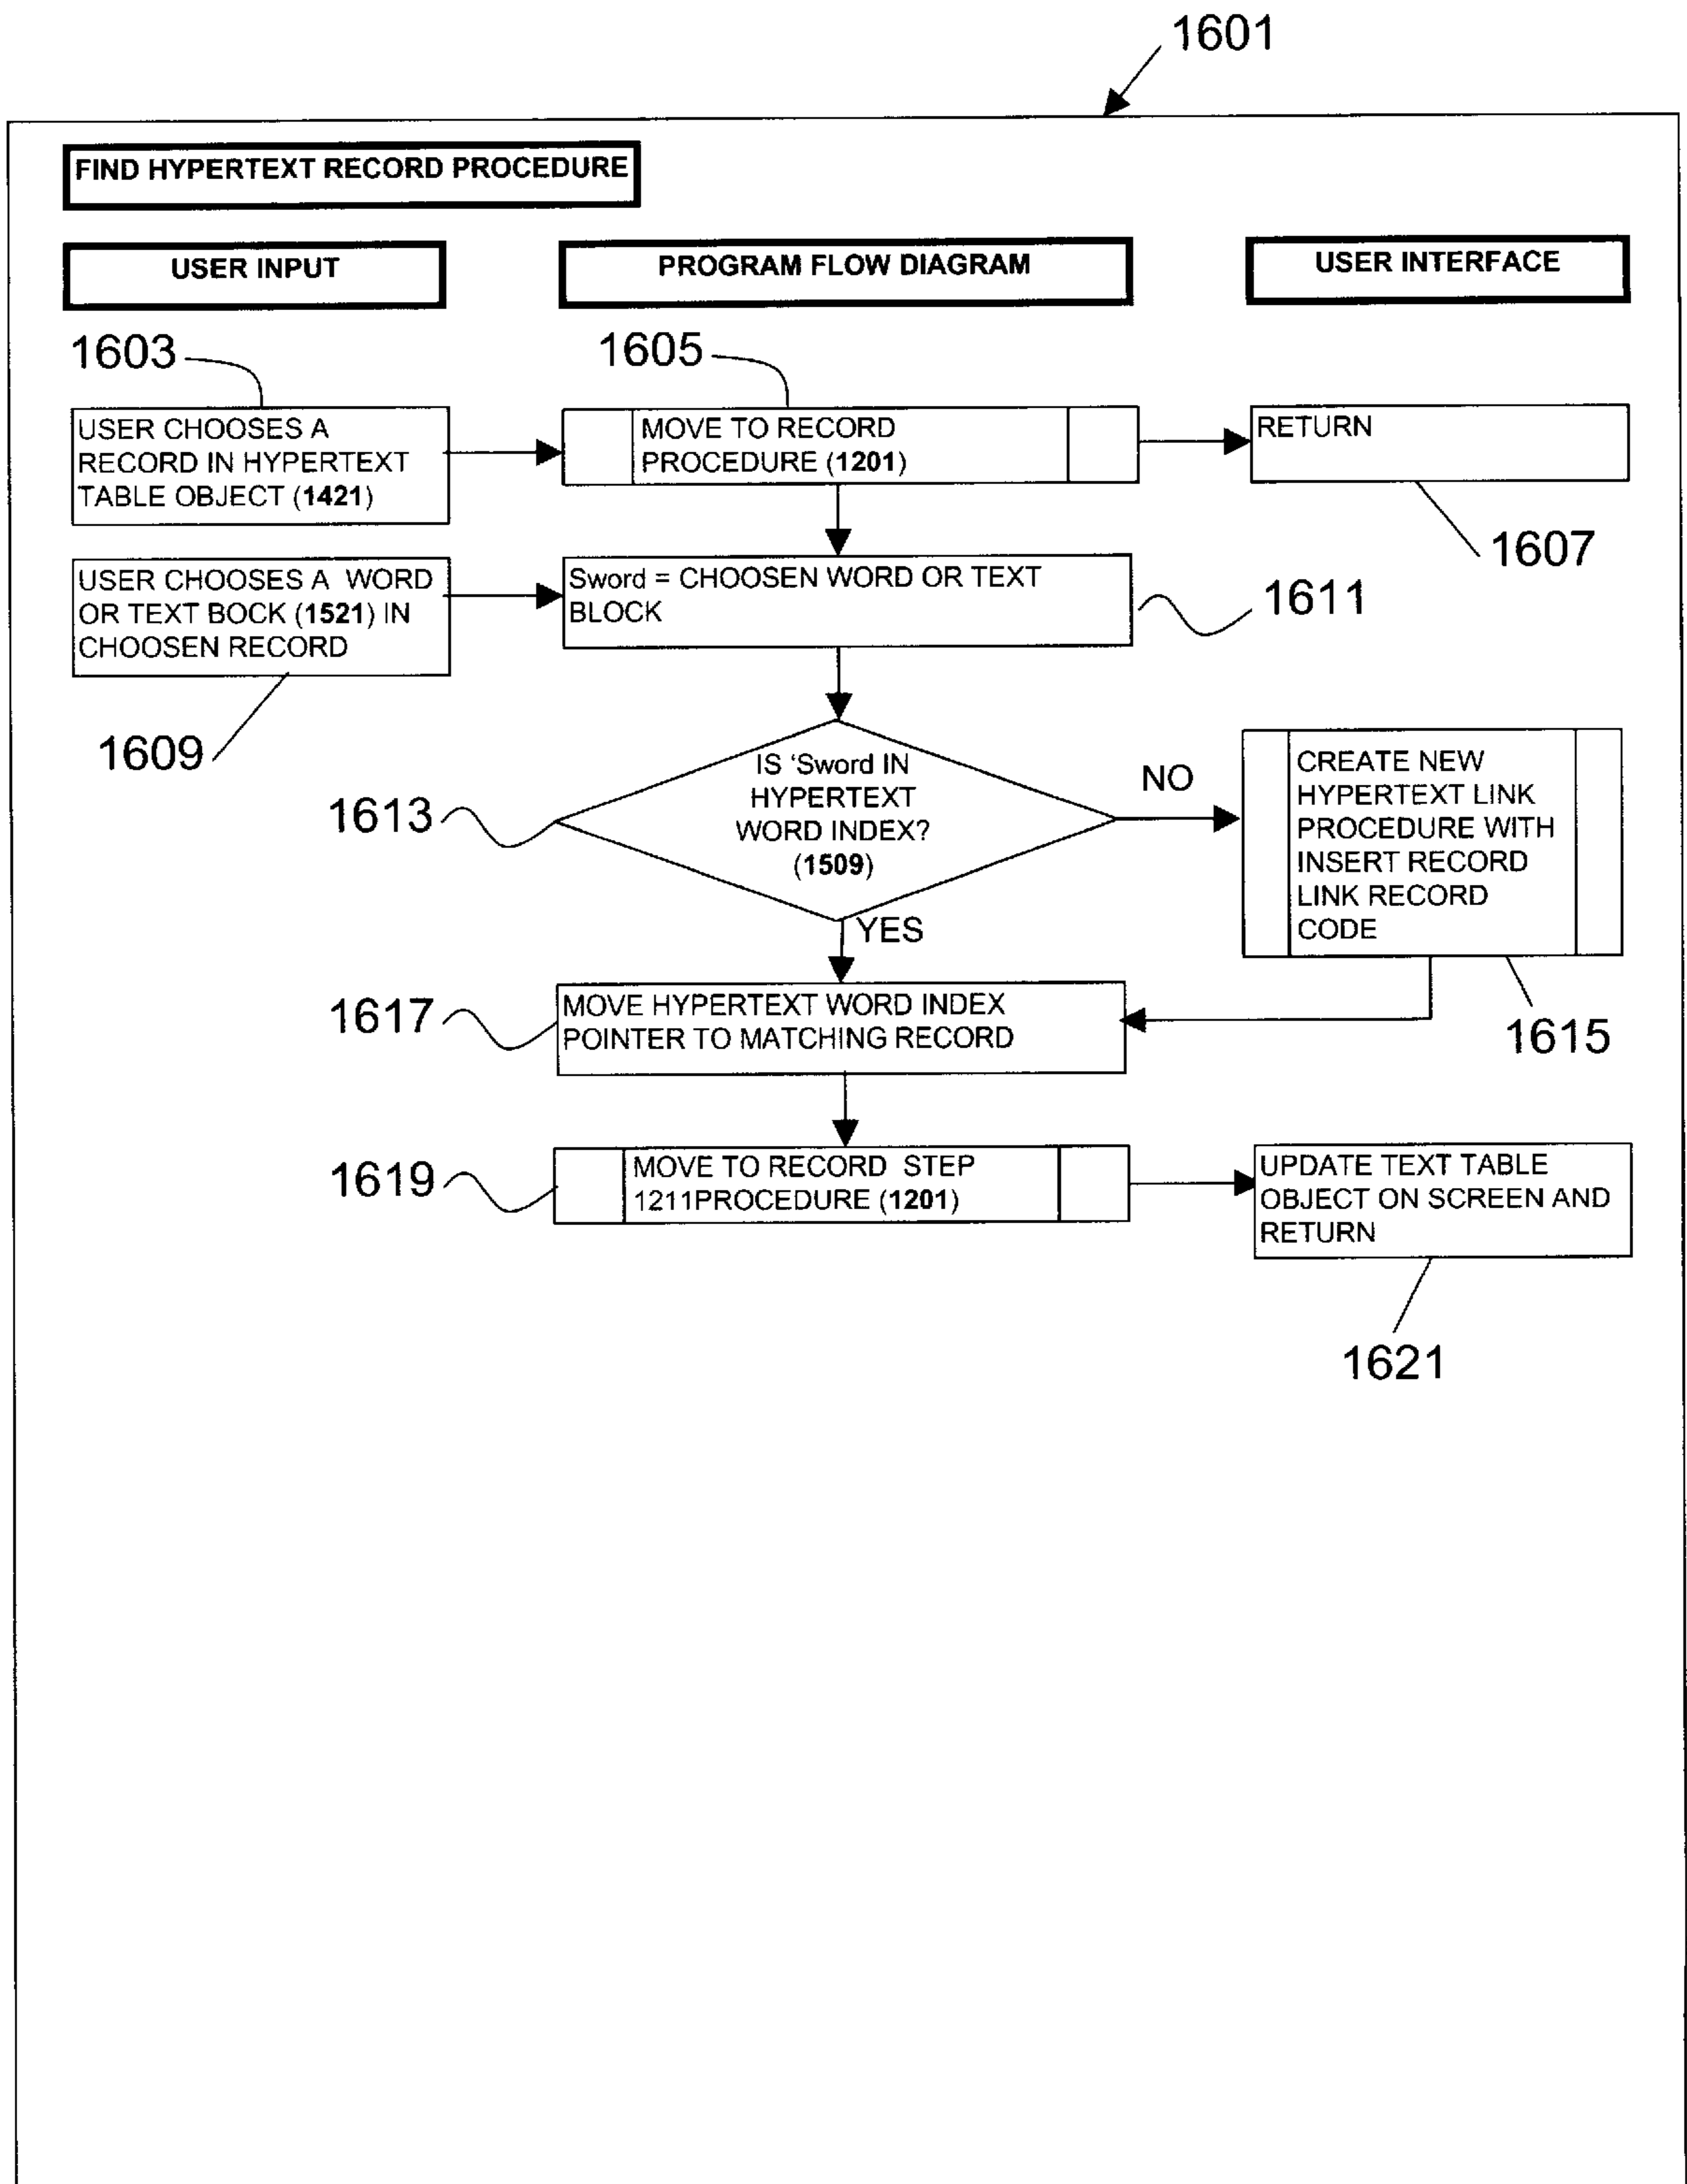 1601
FIND HYPERTEXT RECORD PROCEDURE
USER INPUT
PROGRAM FLOW DIAGRAM
USER INTERFACE
1603
1605
USER CHOOSES A
RECORD IN HYPERTEXT
TABLE OBJECT (1421)
MOVE TO RECORD
PROCEDURE (1201)
RETURN
1607
USER CHOOSES A WORD
OR TEXT BOCK (1521) IN
CHOOSEN RECORD
1609
Sword = CHOOSEN WORD OR TEXT
BLOCK
1611
1613
IS 'Sword IN
HYPERTEXT
WORD INDEX?
(1509)
NO
YES
CREATE NEW
HYPERTEXT LINK
PROCEDURE WITH
INSERT RECORD
LINK RECORD
CODE
1615
1617
MOVE HYPERTEXT WORD INDEX
POINTER TO MATCHING RECORD
1619
MOVE TO RECORD STEP
1211PROCEDURE (1201)
UPDATE TEXT TABLE
OBJECT ON SCREEN AND
RETURN
1621